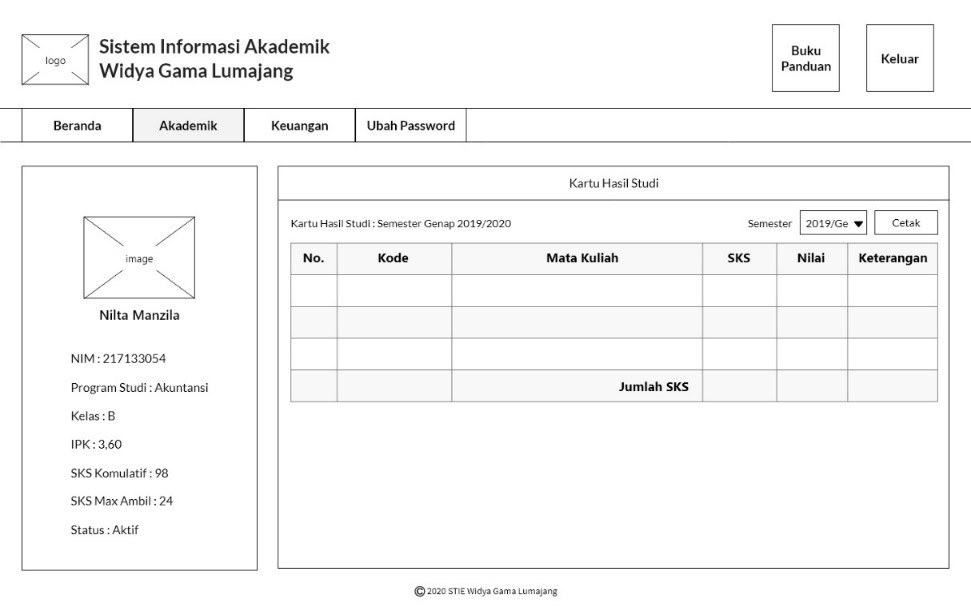 logo
Sistem Informasi Akademik
Widya Gama Lumajang
Buku
Panduan
Keluar
Beranda
Akademik
Keuangan
Ubah Password
image
Nilta Manzila
NIM : 217133054
Program Studi : Akuntansi
Kelas : B
IPK : 3,60
SKS Komulatif : 98
SKS Max Ambil : 24
Status : Aktif
Kartu Hasil Studi
Kartu Hasil Studi : Semester Genap 2019/2020
Semester
2019/Ge
Cetak
No.
Kode
Mata Kuliah
SKS
Nilai
Keterangan
Jumlah SKS
© 2020 STIE Widya Gama Lumajang